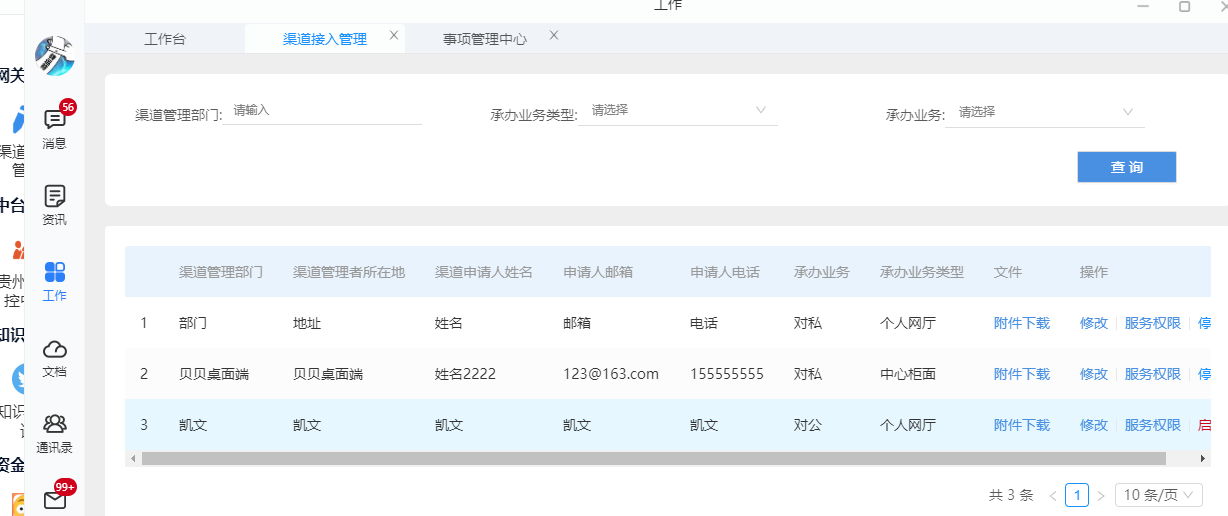 工作
工作台 渠道接入管理 事项管理中心
网关
56
消息
渠道
管
资讯
中台
贵州
控中
工作
知识
文档
知识
通讯录
资金
99+
渠道管理部门: 请输入 承办业务类型: 请选择 承办业务: 请选择
查 询
渠道管理部门 渠道管理者所在地 渠道申请人姓名 申请人邮箱 申请人电话 承办业务 承办业务类型 文件 操作
1 部门 地址 姓名 邮箱 电话 对私 个人网厅 附件下载 修改 服务权限 停
2 贝贝桌面端 贝贝桌面端 姓名2222 123@163.com 155555555 对私 中心柜面 附件下载 修改 服务权限 停
3 凯文 凯文 凯文 凯文 凯文 对公 个人网厅 附件下载 修改 服务权限 启
共 3 条 < 1 > 10 条/页